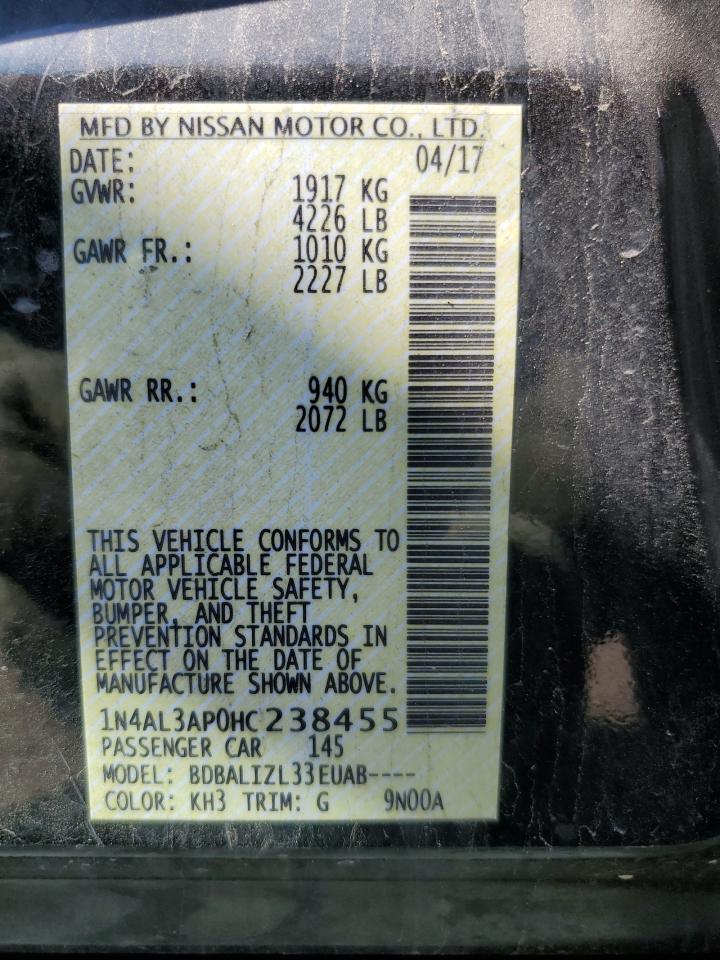 MFD BY NISSAN MOTOR CO., LTD.
DATE: 04/17
GVWR: 1917 KG
4226 LB
GAWR FR.: 1010 KG
2227 LB
GAWR RR.: 940 KG
2072 LB
THIS VEHICLE CONFORMS TO
ALL APPLICABLE FEDERAL
MOTOR VEHICLE SAFETY,
BUMPER, AND THEFT
PREVENTION STANDARDS IN
EFFECT ON THE DATE OF
MANUFACTURE SHOWN ABOVE.
1N4AL3AP0HC238455
PASSENGER CAR 145
MODEL: BDBALIZL33EUAB----
COLOR: KH3 TRIM: G 9N00A